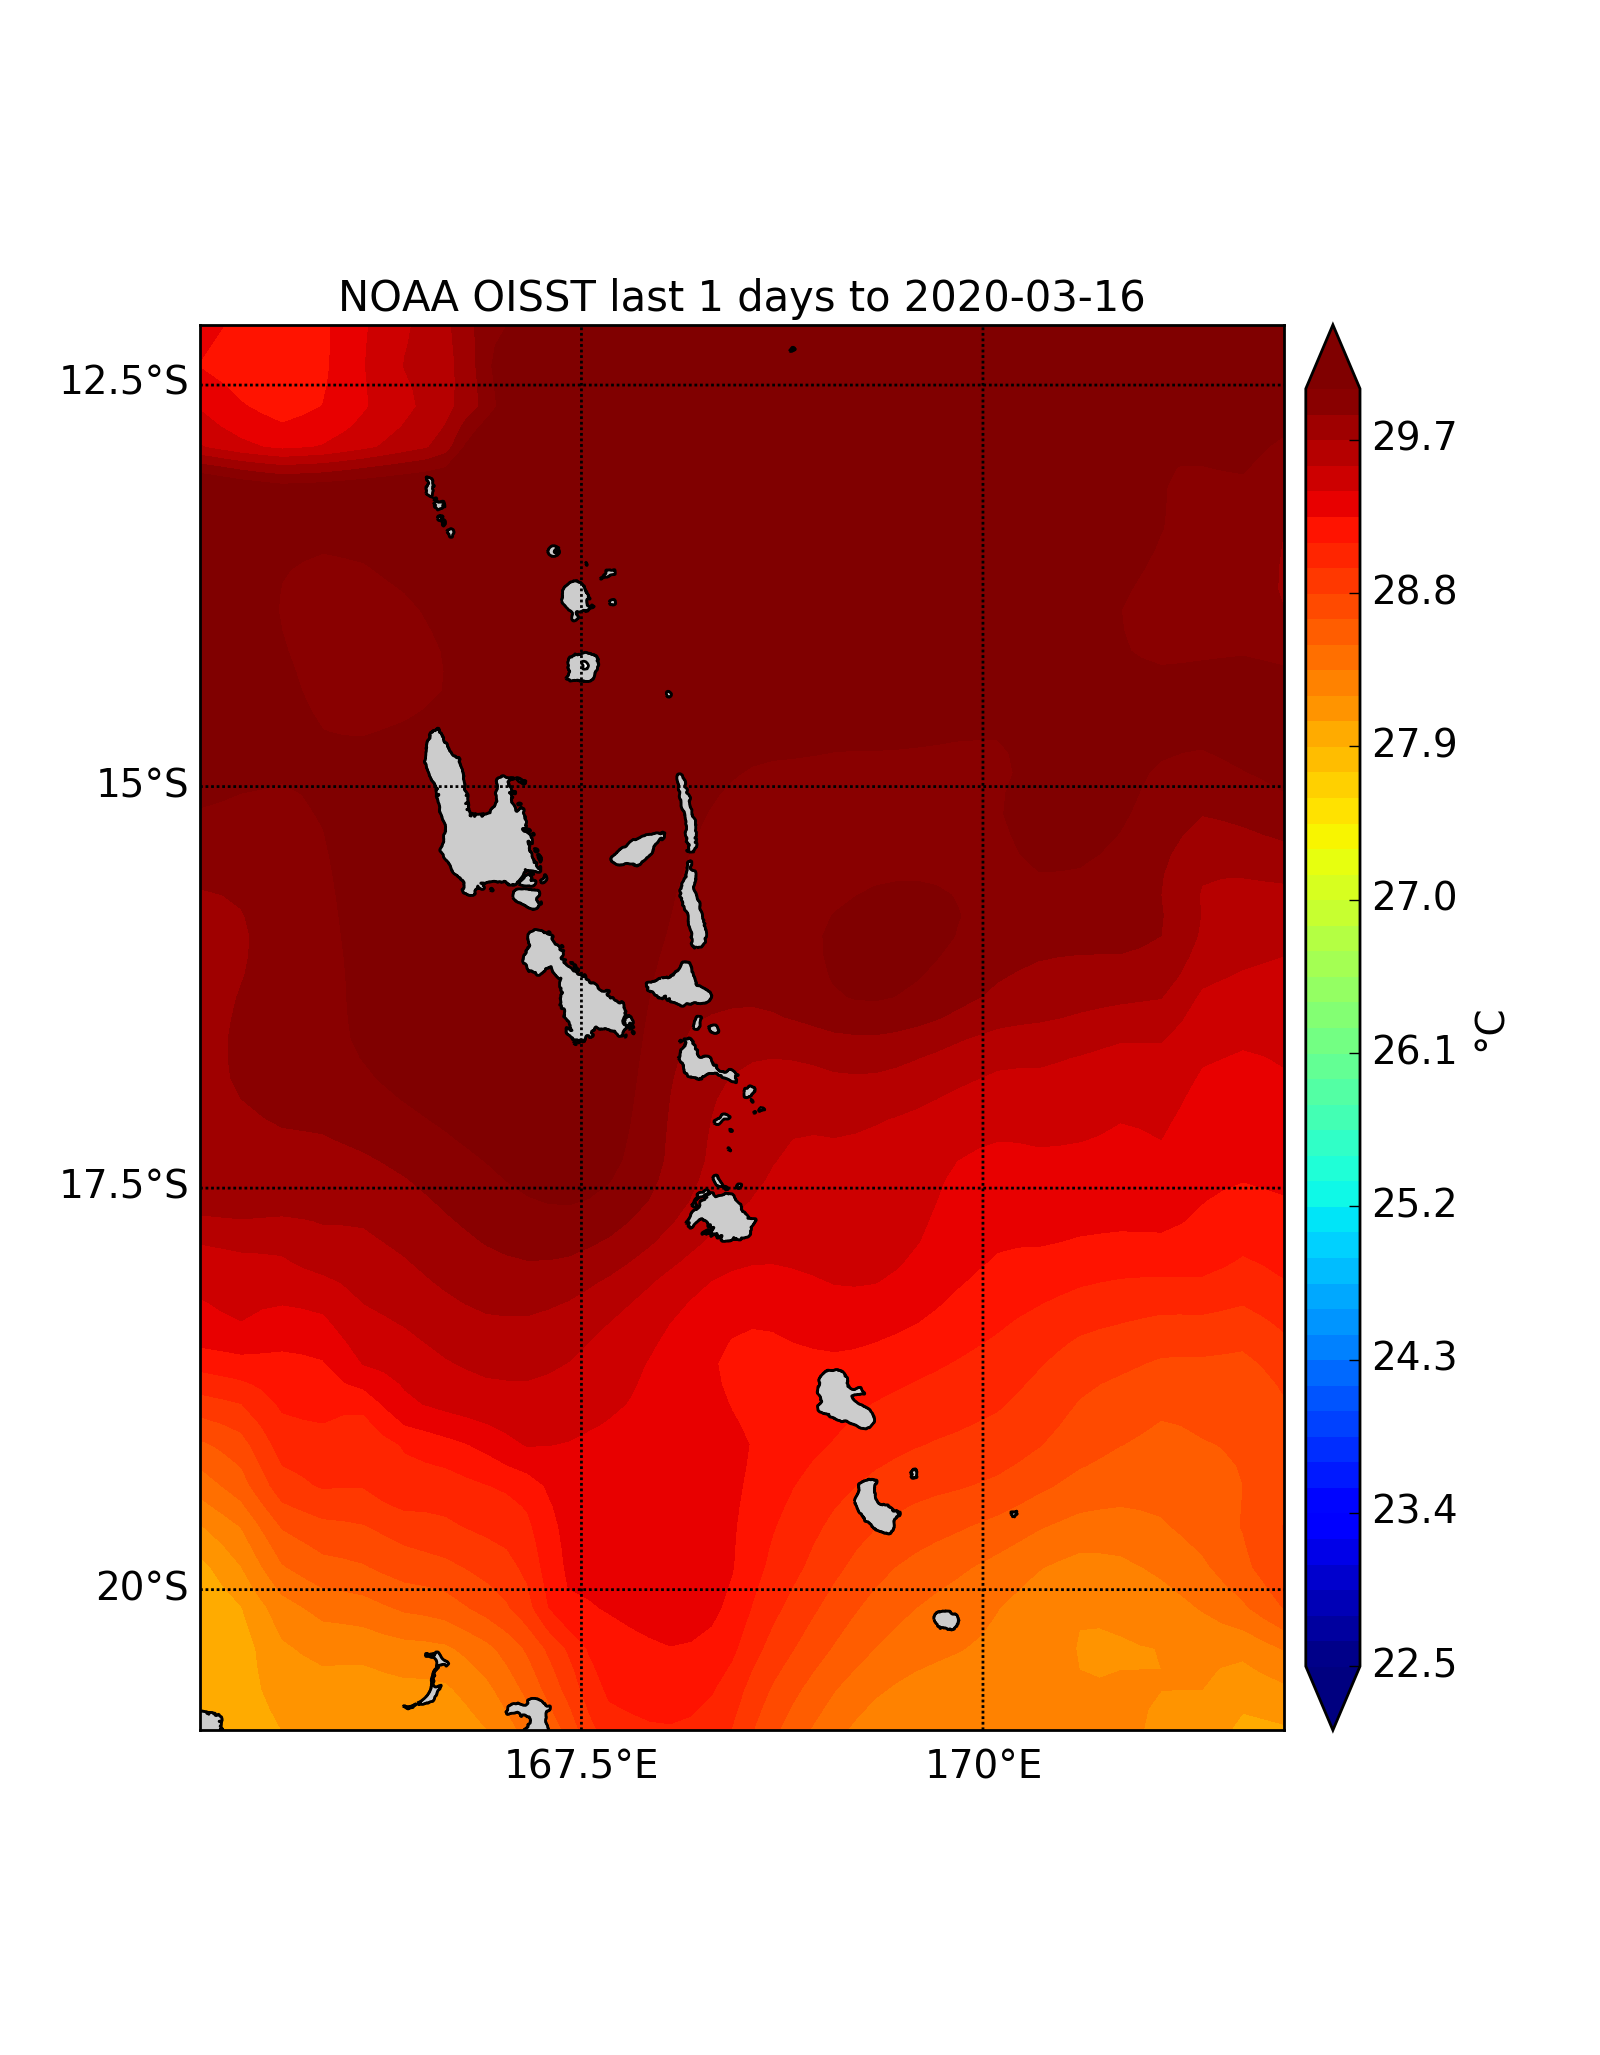 NOAA OISST last 1 days to 2020-03-16
12.5°S
15°S
17.5°S
20°S
167.5°E
170°E
29.7
28.8
27.9
27.0
26.1
25.2
24.3
23.4
22.5
°C